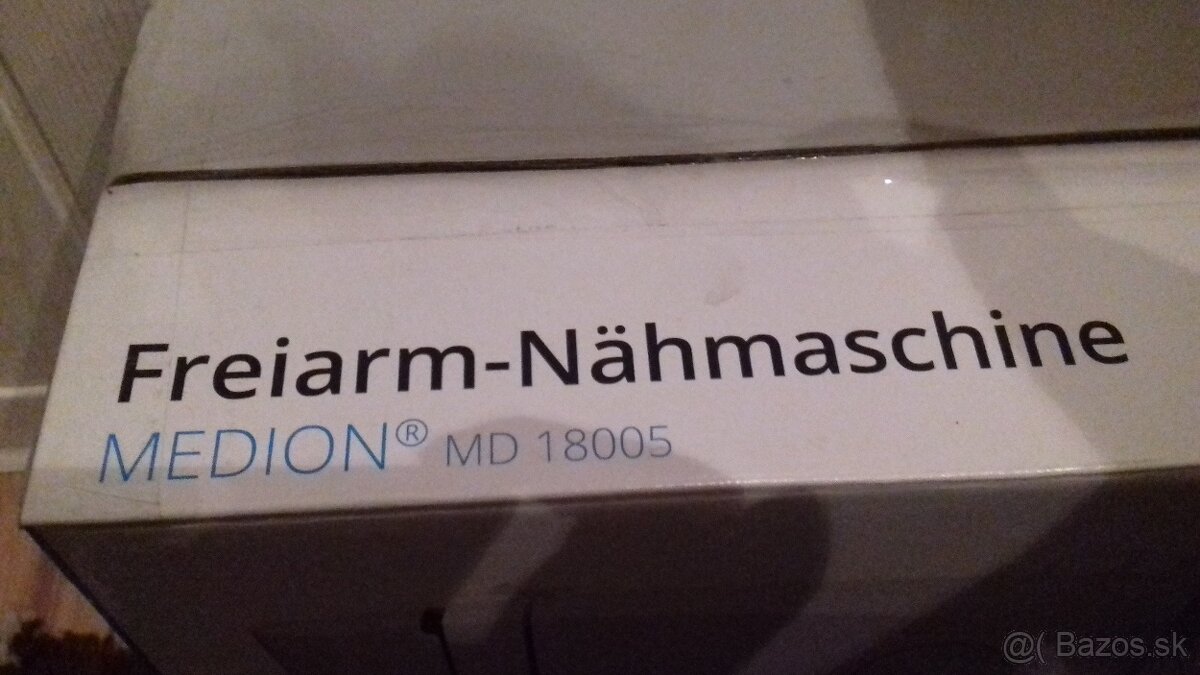 Freiarm-Nähmaschine
MEDION® MD 18005
@( Bazos.sk